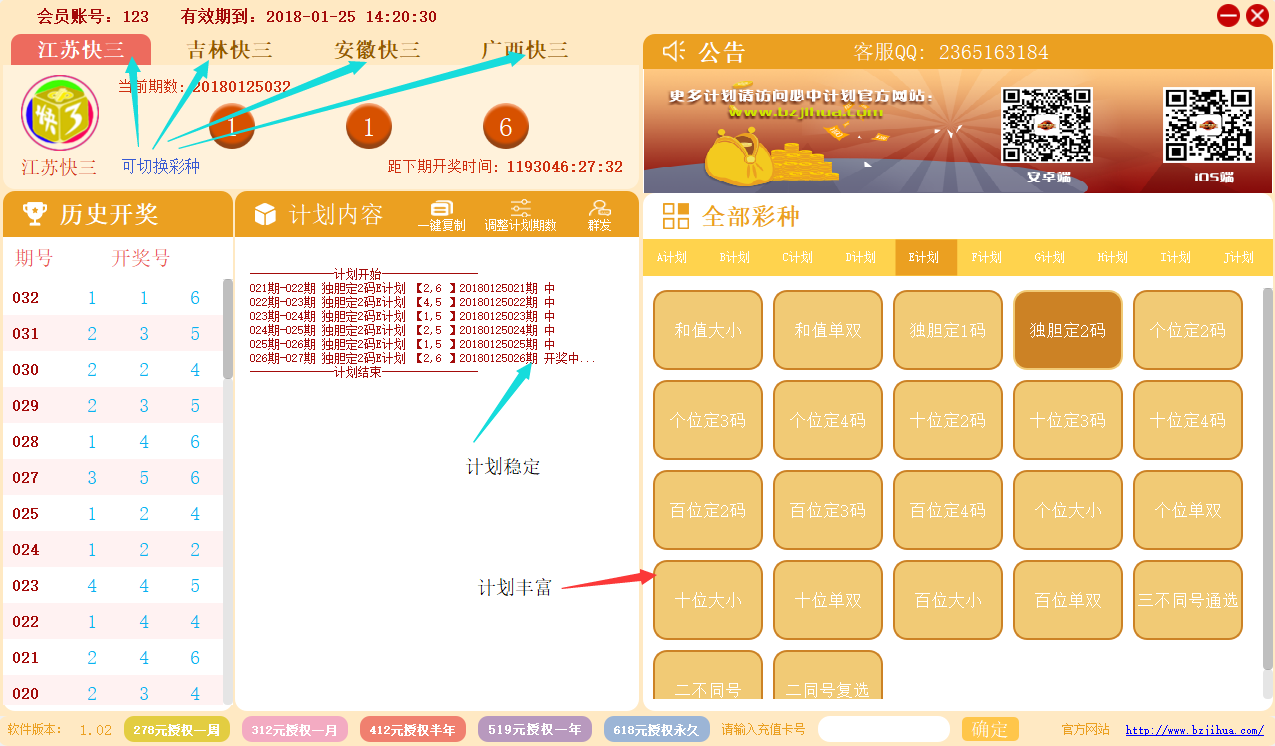 会员账号：123 有效期到：2018-01-25 14:20:30
江苏快三 吉林快三 安徽快三 广西快三
当前期数：20180125032
快3
1 1 6
江苏快三
可切换彩种
距下期开奖时间：1193046:27:32
公告 客服QQ: 2365163184
更多计划请访问必中计划官方网站：
www.bzjihua.com
安卓端 iOS端
历史开奖
期号 开奖号
032 1 1 6
031 2 3 5
030 2 2 4
029 2 3 5
028 1 4 6
027 3 5 6
025 1 2 4
024 1 2 2
023 4 4 5
022 1 4 4
021 2 4 6
020 2 3 4
计划内容 一键复制 调整计划期数 群发
计划开始
021期-022期 独胆定2码E计划 【2,6 】20180125021期 中
022期-023期 独胆定2码E计划 【4,5 】20180125022期 中
023期-024期 独胆定2码E计划 【1,5 】20180125023期 中
024期-025期 独胆定2码E计划 【2,5 】20180125024期 中
025期-026期 独胆定2码E计划 【1,5 】20180125025期 中
026期-027期 独胆定2码E计划 【2,6 】20180125026期 开奖中...
计划结束
计划稳定
计划丰富
全部彩种
A计划 B计划 C计划 D计划 E计划 F计划 G计划 H计划 I计划 J计划
和值大小 和值单双 独胆定1码 独胆定2码 个位定2码
个位定3码 个位定4码 十位定2码 十位定3码 十位定4码
百位定2码 百位定3码 百位定4码 个位大小 个位单双
十位大小 十位单双 百位大小 百位单双 三不同号通选
二不同号 二同号复选
软件版本： 1.02 278元授权一周 312元授权一月 412元授权半年 519元授权一年 618元授权永久 请输入充值卡号 确定 官方网站 http://www.bzjihua.com/